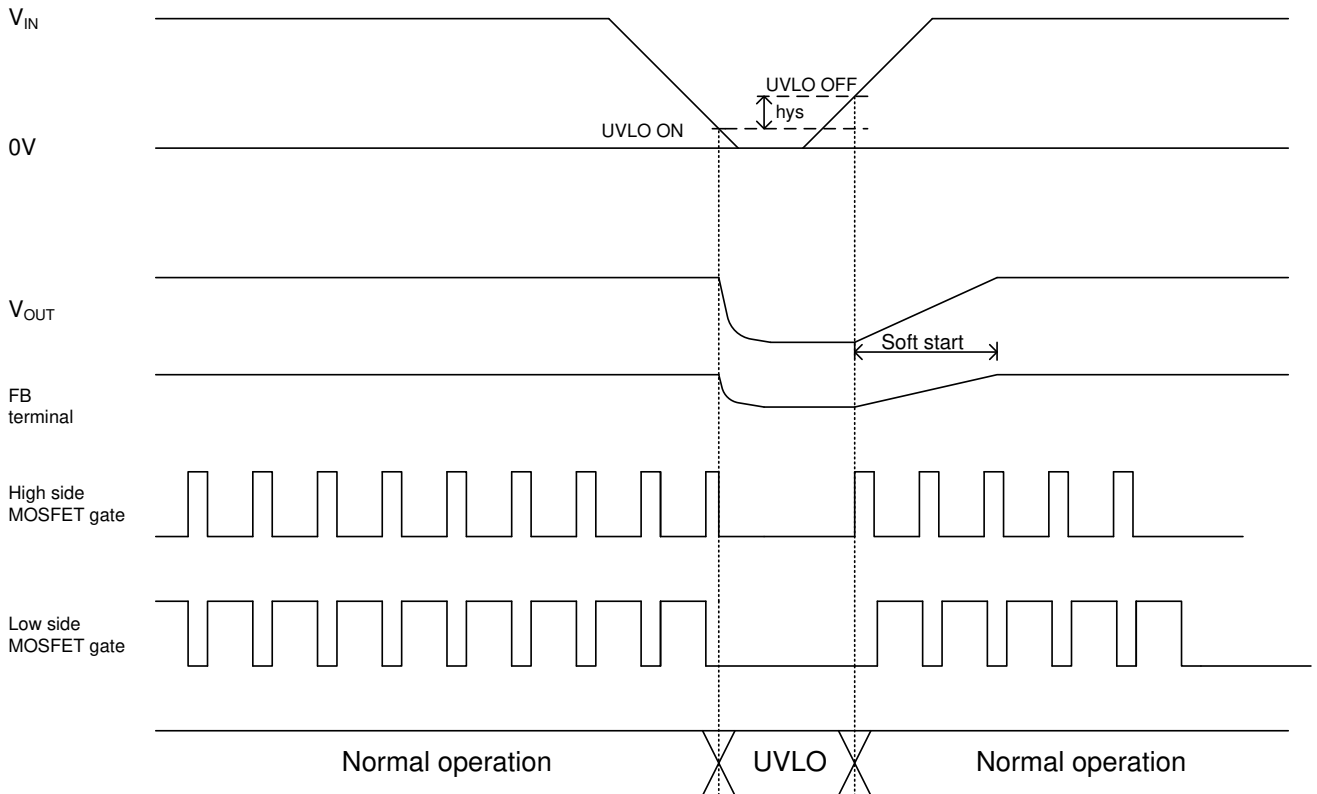 VIN
UVLO OFF
hys
UVLO ON
0V
VOUT
Soft start
FB
terminal
High side
MOSFET gate
Low side
MOSFET gate
Normal operation
UVLO
Normal operation